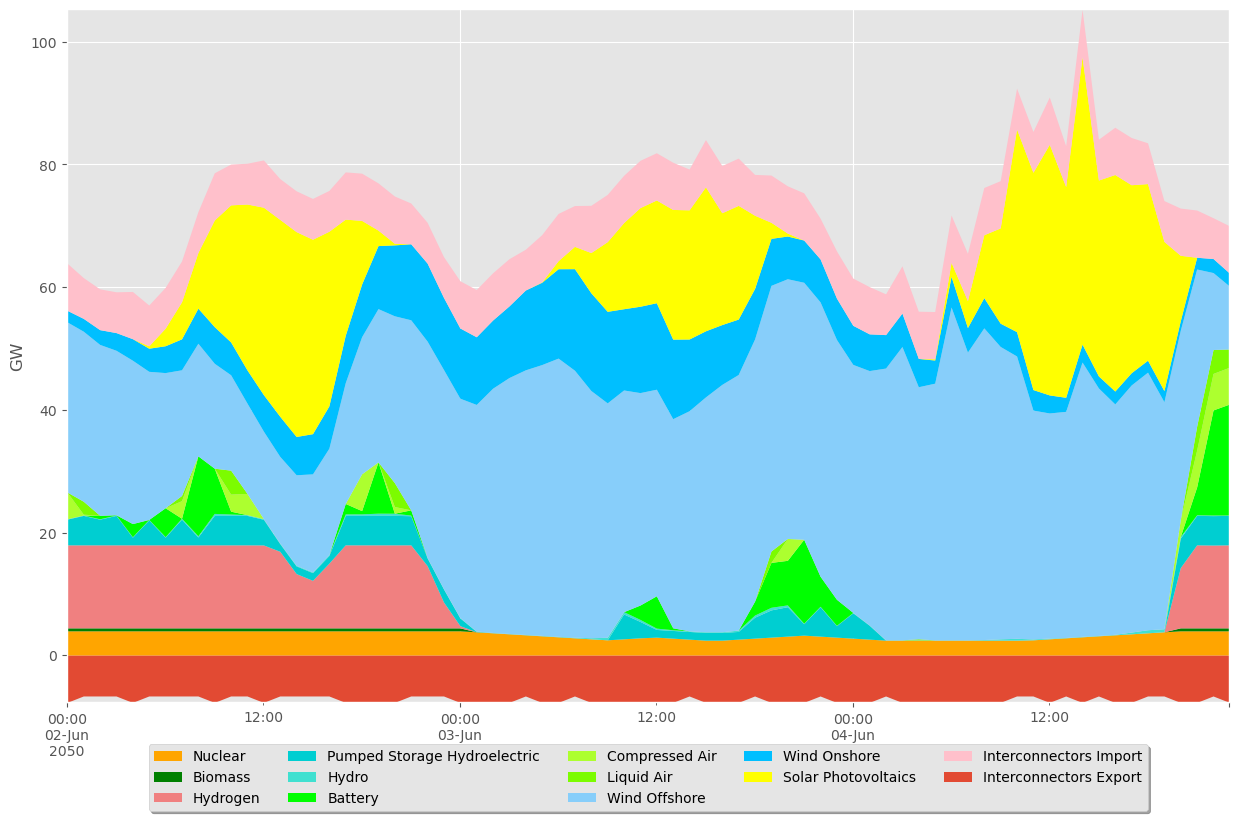 100
80
60
40
20
0
GW
00:00 12:00 00:00 12:00 00:00 12:00
02-Jun 03-Jun 04-Jun
2050
Nuclear Pumped Storage Hydroelectric Compressed Air Wind Onshore Interconnectors Import
Biomass Hydro Liquid Air Solar Photovoltaics Interconnectors Export
Hydrogen Battery Wind Offshore